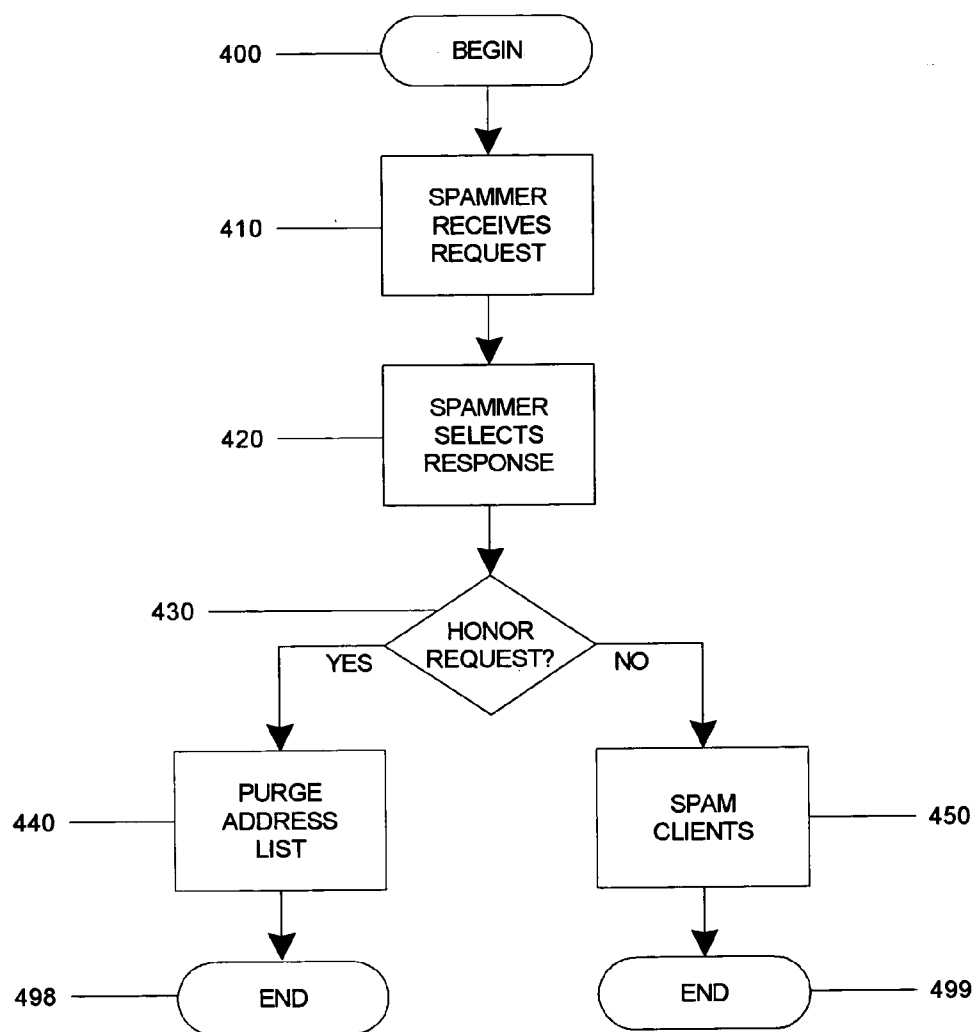 400
BEGIN
410
SPAMMER
RECEIVES
REQUEST
420
SPAMMER
SELECTS
RESPONSE
430
HONOR
REQUEST?
YES
NO
440
PURGE
ADDRESS
LIST
SPAM
CLIENTS
450
498
END
END
499